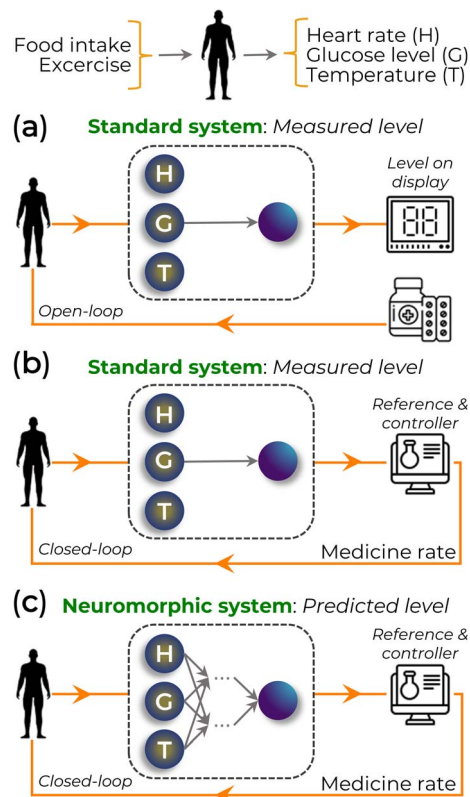 Food intake
Excercise
Heart rate (H)
Glucose level (G)
Temperature (T)
(a)
Standard system: Measured level
H
G
T
Level on
display
Open-loop
(b)
Standard system: Measured level
H
G
T
Reference &
controller
Closed-loop
Medicine rate
(c)
Neuromorphic system: Predicted level
H
G
T
...
...
Reference &
controller
Closed-loop
Medicine rate